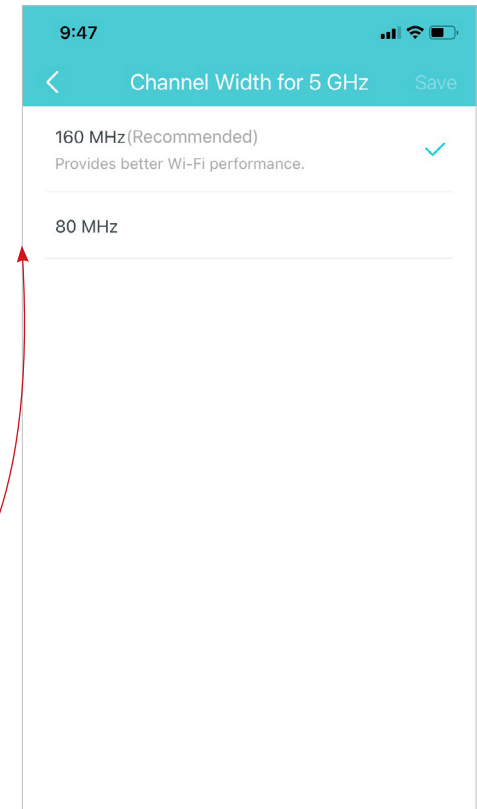 9:47
Channel Width for 5 GHz Save
160 MHz(Recommended)
Provides better Wi-Fi performance.
80 MHz